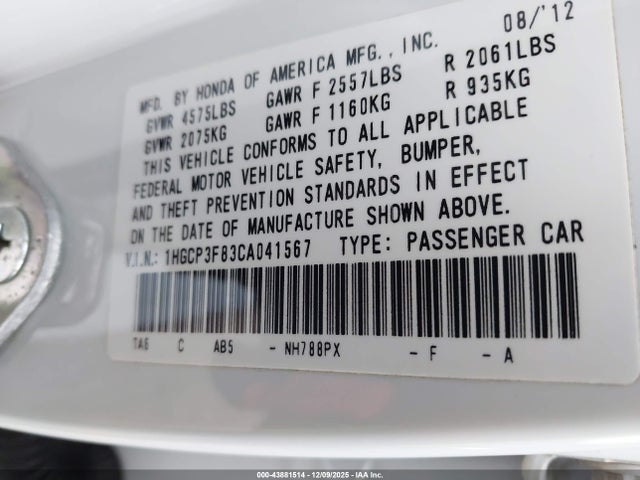 08/'12
MFD. BY HONDA OF AMERICA MFG., INC.
GVWR 4575LBS GAWR F 2557LBS R 2061LBS
GVWR 2075KG GAWR F 1160KG R 935KG
THIS VEHICLE CONFORMS TO ALL APPLICABLE
FEDERAL MOTOR VEHICLE SAFETY, BUMPER,
AND THEFT PREVENTION STANDARDS IN EFFECT
ON THE DATE OF MANUFACTURE SHOWN ABOVE.
V.I.N.: 1HGCP3F83CA041567 TYPE: PASSENGER CAR
TA6 C AB5 - NH788PX - F - A
000-43881514 - 12/09/2025 - IAA Inc.